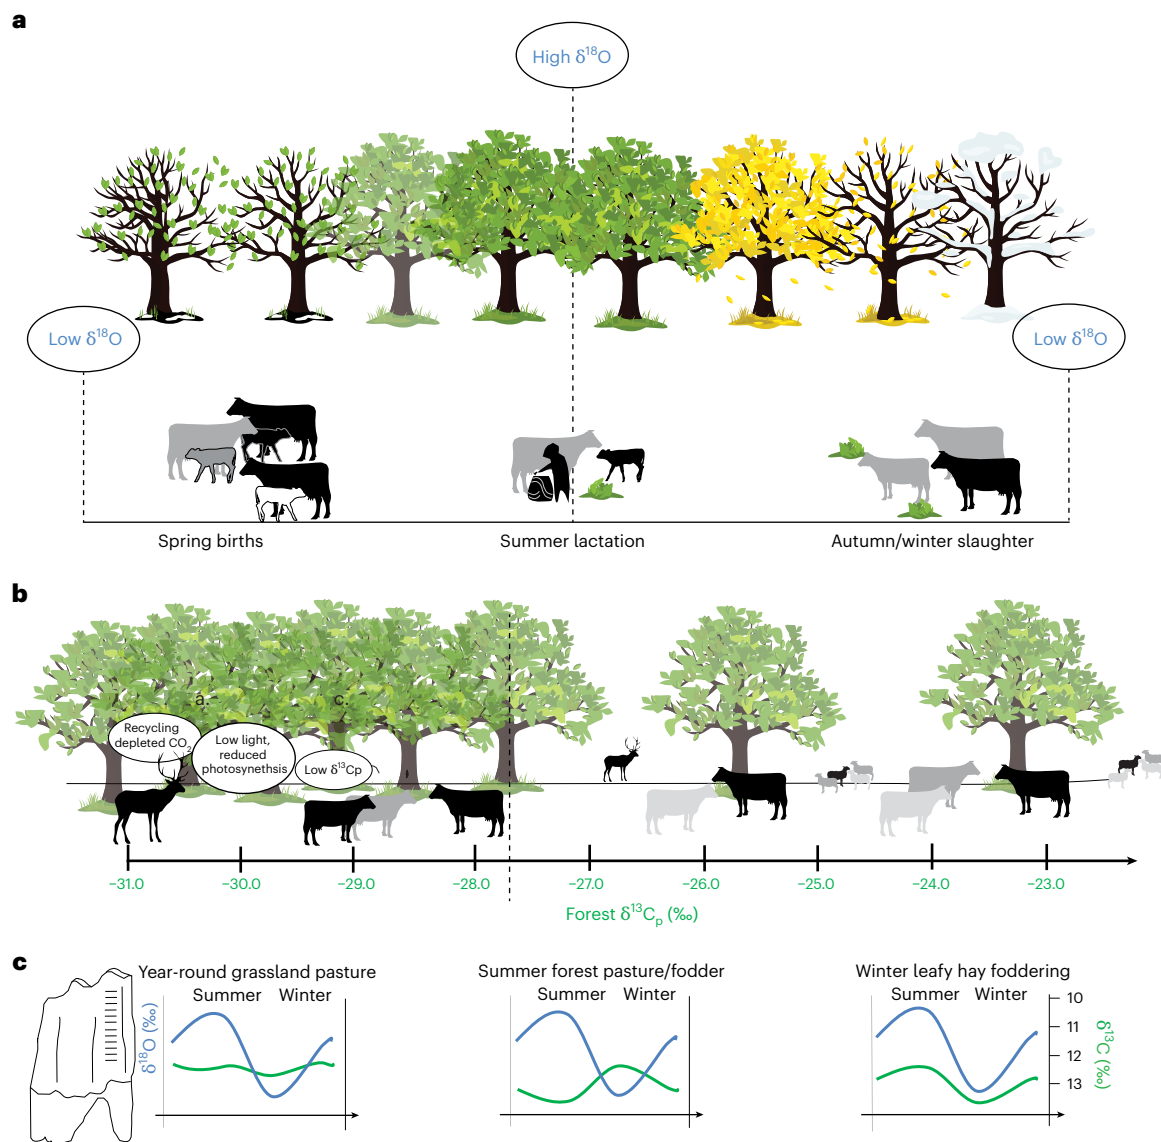 a
High δ¹⁸O
Low δ¹⁸O
Low δ¹⁸O
Spring births
Summer lactation
Autumn/winter slaughter
b
a.
c.
Recycling
depleted CO₂
Low light,
reduced
photosynethsis
Low δ¹³Cp
−31.0
−30.0
−29.0
−28.0
−27.0
−26.0
−25.0
−24.0
−23.0
Forest δ¹³Cₚ (‰)
c
Year-round grassland pasture
Summer Winter
δ¹⁸O (‰)
Summer forest pasture/fodder
Summer Winter
Winter leafy hay foddering
Summer Winter
10
11
12
13
δ¹³C (‰)